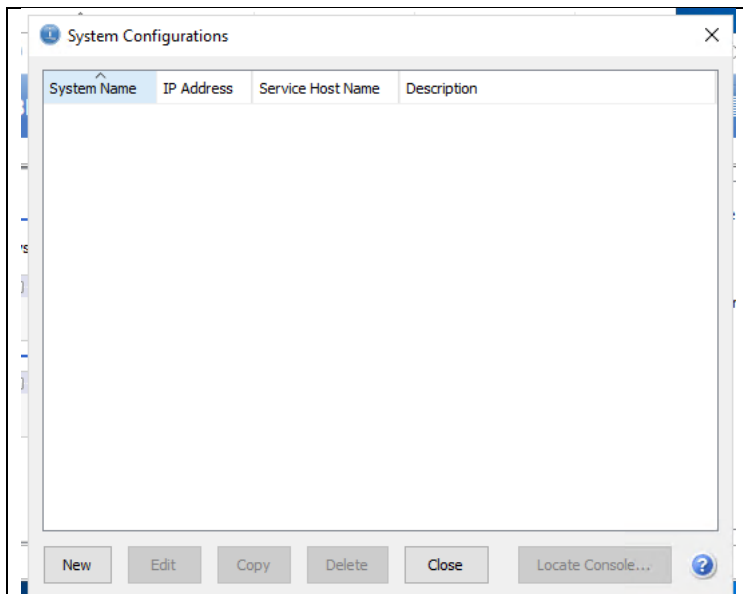 System Configurations
System Name IP Address Service Host Name Description
New Edit Copy Delete Close Locate Console... ?